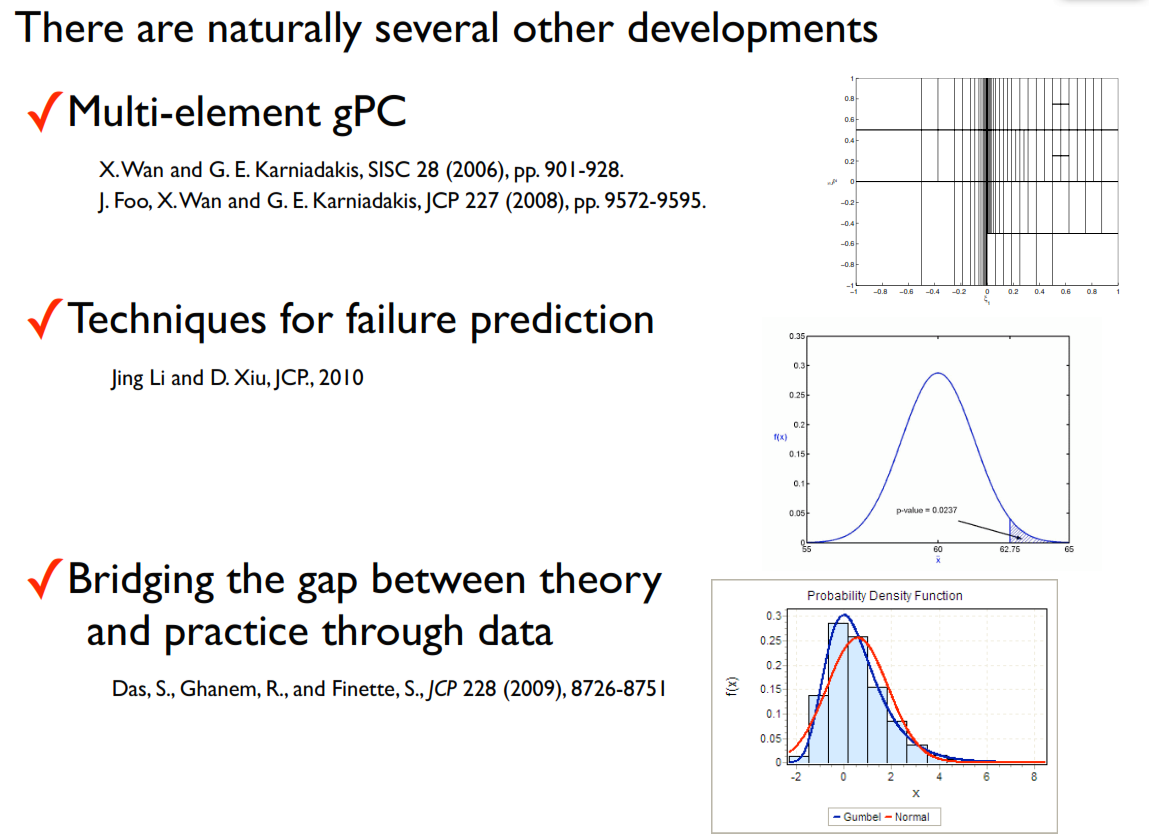 There are naturally several other developments
✓Multi-element gPC
X. Wan and G. E. Karniadakis, SISC 28 (2006), pp. 901-928.
J. Foo, X. Wan and G. E. Karniadakis, JCP 227 (2008), pp. 9572-9595.
1
0.8
0.6
0.4
0.2
0
-0.2
-0.4
-0.6
-0.8
-1
-1 -0.8 -0.6 -0.4 -0.2 0 0.2 0.4 0.6 0.8 1
ξ1
✓Techniques for failure prediction
Jing Li and D. Xiu, JCP., 2010
0.35
0.3
0.25
0.2
f(x)
0.15
0.1
0.05
0
p-value = 0.0237
55 60 62.75 65
x̄
✓Bridging the gap between theory
and practice through data
Das, S., Ghanem, R., and Finette, S., JCP 228 (2009), 8726-8751
Probability Density Function
0.3
0.25
0.2
f(x)
0.15
0.1
0.05
0
-2 0 2 4 6 8
x
Gumbel Normal